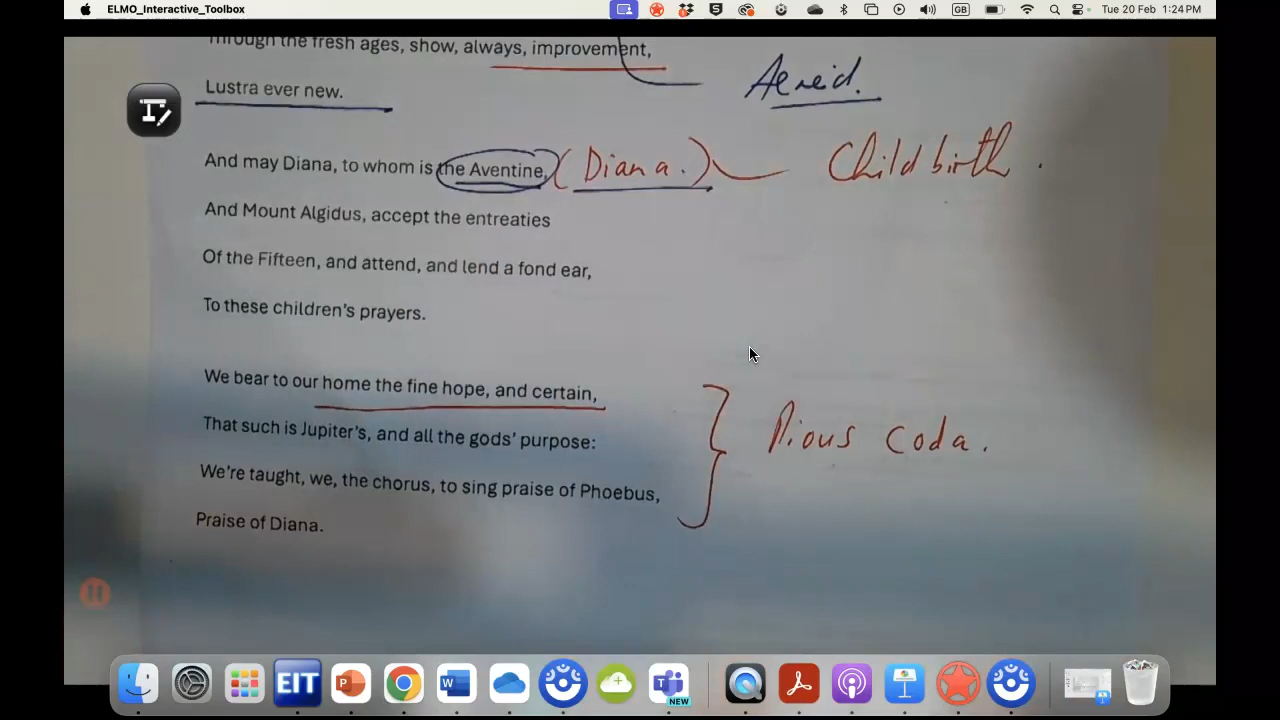 ELMO_Interactive_Toolbox GB Tue 20 Feb 1:24PM
Through the fresh ages, show, always, improvement,
Aeneid.
Lustra ever new.
And may Diana, to whom is the Aventine, (Diana.) Childbirth.
And Mount Algidus, accept the entreaties
Of the Fifteen, and attend, and lend a fond ear,
To these children's prayers.
We bear to our home the fine hope, and certain,
That such is Jupiter's, and all the gods' purpose:
Pious Coda.
We're taught, we, the chorus, to sing praise of Phoebus,
Praise of Diana.
EIT P W NEW